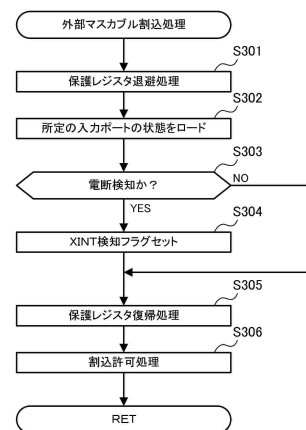 外部マスカブル割込処理
S301
保護レジスタ退避処理
S302
所定の入力ポートの状態をロード
S303
電断検知か？
NO
YES
S304
XINT検知フラグセット
S305
保護レジスタ復帰処理
S306
割込許可処理
RET